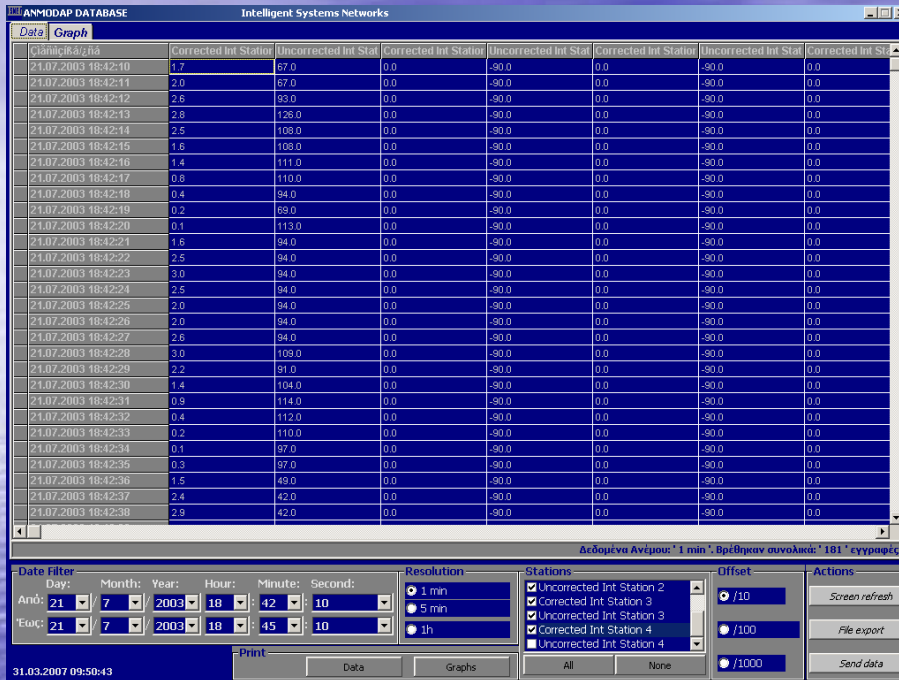 ANMODAP DATABASE Intelligent Systems Networks
Data Graph
Çìåñïìçíßá/¿ñá Corrected Int Station Uncorrected Int Stat Corrected Int Station Uncorrected Int Stat Corrected Int Station Uncorrected Int Stat Corrected Int Sta
21.07.2003 18:42:10 1.7 67.0 0.0 -90.0 0.0 -90.0 0.0
21.07.2003 18:42:11 2.0 67.0 0.0 -90.0 0.0 -90.0 0.0
21.07.2003 18:42:12 2.6 93.0 0.0 -90.0 0.0 -90.0 0.0
21.07.2003 18:42:13 2.8 126.0 0.0 -90.0 0.0 -90.0 0.0
21.07.2003 18:42:14 2.5 108.0 0.0 -90.0 0.0 -90.0 0.0
21.07.2003 18:42:15 1.6 108.0 0.0 -90.0 0.0 -90.0 0.0
21.07.2003 18:42:16 1.4 111.0 0.0 -90.0 0.0 -90.0 0.0
21.07.2003 18:42:17 0.8 110.0 0.0 -90.0 0.0 -90.0 0.0
21.07.2003 18:42:18 0.4 94.0 0.0 -90.0 0.0 -90.0 0.0
21.07.2003 18:42:19 0.2 69.0 0.0 -90.0 0.0 -90.0 0.0
21.07.2003 18:42:20 0.1 113.0 0.0 -90.0 0.0 -90.0 0.0
21.07.2003 18:42:21 1.6 94.0 0.0 -90.0 0.0 -90.0 0.0
21.07.2003 18:42:22 2.5 94.0 0.0 -90.0 0.0 -90.0 0.0
21.07.2003 18:42:23 3.0 94.0 0.0 -90.0 0.0 -90.0 0.0
21.07.2003 18:42:24 2.5 94.0 0.0 -90.0 0.0 -90.0 0.0
21.07.2003 18:42:25 2.0 94.0 0.0 -90.0 0.0 -90.0 0.0
21.07.2003 18:42:26 2.0 94.0 0.0 -90.0 0.0 -90.0 0.0
21.07.2003 18:42:27 2.6 94.0 0.0 -90.0 0.0 -90.0 0.0
21.07.2003 18:42:28 3.0 109.0 0.0 -90.0 0.0 -90.0 0.0
21.07.2003 18:42:29 2.2 91.0 0.0 -90.0 0.0 -90.0 0.0
21.07.2003 18:42:30 1.4 104.0 0.0 -90.0 0.0 -90.0 0.0
21.07.2003 18:42:31 0.9 114.0 0.0 -90.0 0.0 -90.0 0.0
21.07.2003 18:42:32 0.4 112.0 0.0 -90.0 0.0 -90.0 0.0
21.07.2003 18:42:33 0.2 110.0 0.0 -90.0 0.0 -90.0 0.0
21.07.2003 18:42:34 0.1 97.0 0.0 -90.0 0.0 -90.0 0.0
21.07.2003 18:42:35 0.3 97.0 0.0 -90.0 0.0 -90.0 0.0
21.07.2003 18:42:36 1.5 49.0 0.0 -90.0 0.0 -90.0 0.0
21.07.2003 18:42:37 2.4 42.0 0.0 -90.0 0.0 -90.0 0.0
21.07.2003 18:42:38 2.9 42.0 0.0 -90.0 0.0 -90.0 0.0
Δεδομένα Ανέμου: ' 1 min '. Βρέθηκαν συνολικά: ' 181 ' εγγραφές
Date Filter
Day: Month: Year: Hour: Minute: Second:
Από: 21 / 7 / 2003 18 : 42 : 10
Έως: 21 / 7 / 2003 18 : 45 : 10
Resolution
1 min
5 min
1h
Stations
Uncorrected Int Station 2
Corrected Int Station 3
Uncorrected Int Station 3
Corrected Int Station 4
Uncorrected Int Station 4
All None
Offset
/10
/100
/1000
Actions
Screen refresh
File export
Send data
Print
Data Graphs
31.03.2007 09:50:43